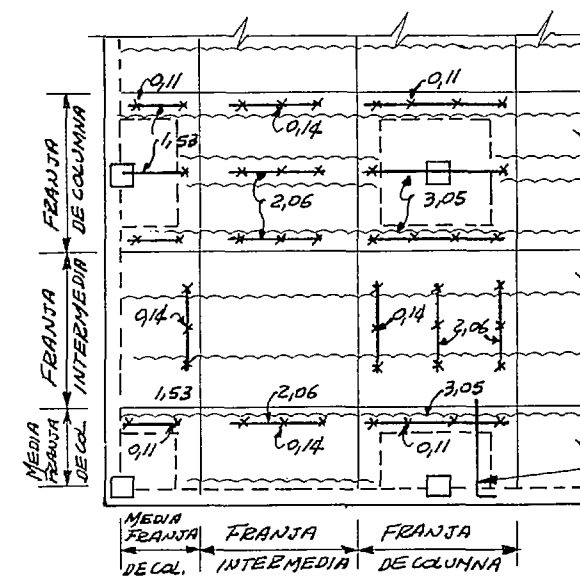 0,11
0,11
0,14
1,53
FRANJA
DE COLUMNA
2,06
3,05
FRANJA
INTERMEDIA
0,14
0,14
2,06
1,53
2,06
3,05
MEDIA
FRANJA
DE COL.
0,11
0,14
0,11
MEDIA
FRANJA
DE COL.
FRANJA
INTERMEDIA
FRANJA
DE COLUMNA